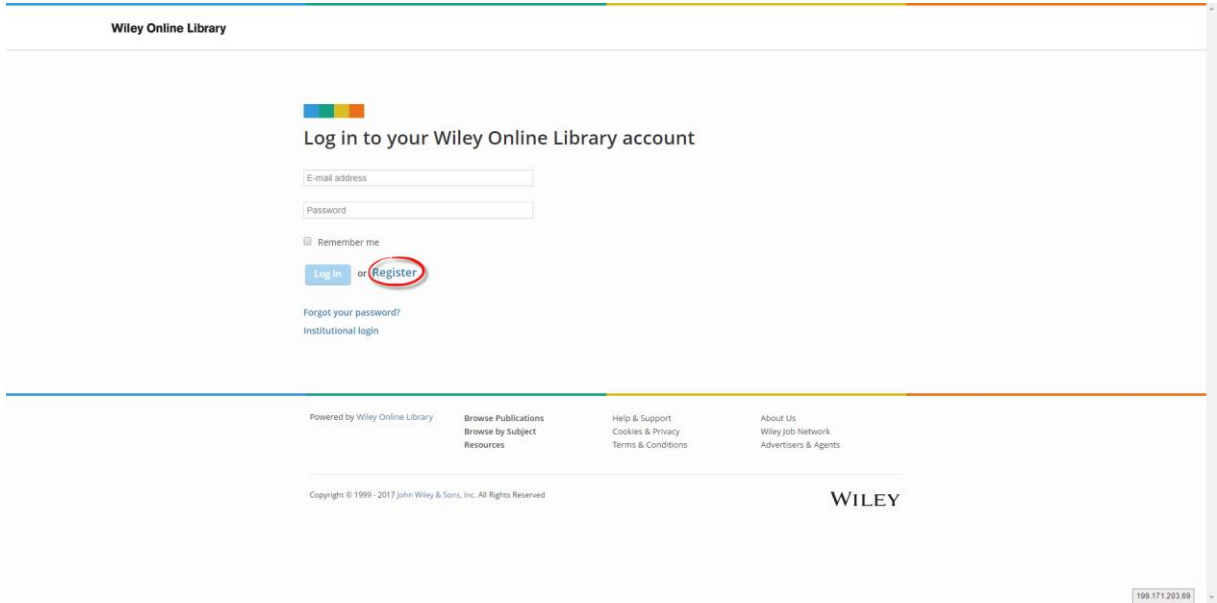 Wiley Online Library
Log in to your Wiley Online Library account
E-mail address
Password
Remember me
Log In or Register
Forgot your password?
Institutional login
Powered by Wiley Online Library
Browse Publications
Browse by Subject
Resources
Help & Support
Cookies & Privacy
Terms & Conditions
About Us
Wiley Job Network
Advertisers & Agents
Copyright © 1999 - 2017 John Wiley & Sons, Inc. All Rights Reserved
WILEY
199.171.203.69